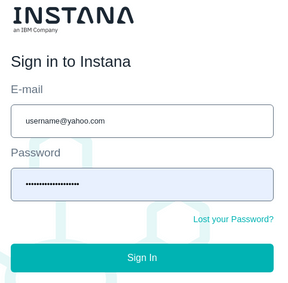 INSTANA
an IBM Company
Sign in to Instana
E-mail
username@yahoo.com
Password
••••••••••••••••••••
Lost your Password?
Sign In